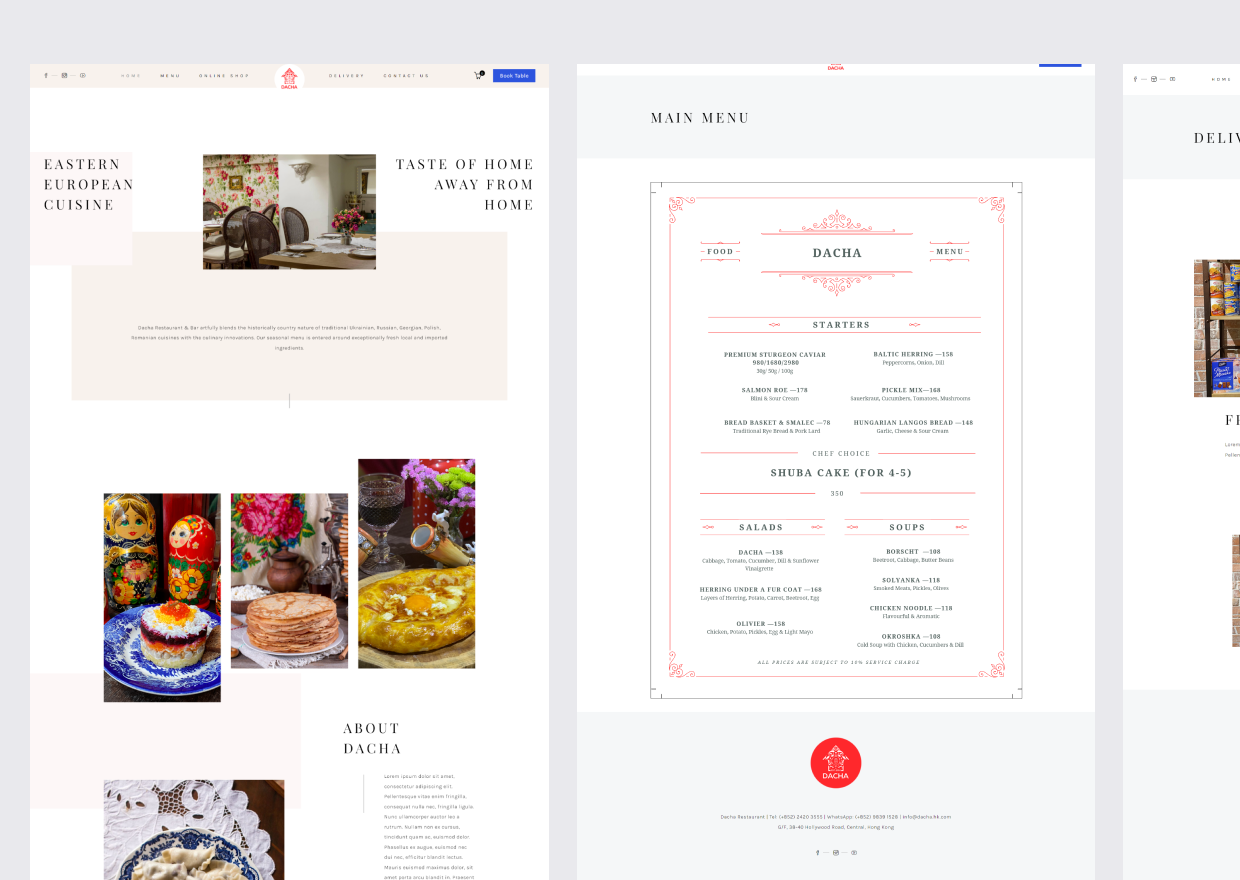 HOME
MENU
ONLINE SHOP
DACHA
DELIVERY
CONTACT US
Book Table
EASTERN
EUROPEAN
CUISINE
TASTE OF HOME
AWAY FROM
HOME
Dacha Restaurant & Bar artfully blends the historically country nature of traditional Ukrainian, Russian, Georgian, Polish,
Romanian cuisines with the culinary innovations. Our seasonal menu is entered around exceptionally fresh local and imported
ingredients.
ABOUT
DACHA
Lorem ipsum dolor sit amet,
consectetur adipiscing elit.
Pellentesque vitae enim fringilla,
consequat nulla nec, fringilla ligula.
Nunc ullamcorper auctor leo a
rutrum. Nullam non ex cursus,
tincidunt quam ac, euismod dolor.
Phasellus ex augue, euismod nec
dui nec, efficitur blandit lectus.
Mauris euismod maximus dolor, sit
amet porta arcu blandit in. Praesent
DACHA
MAIN MENU
FOOD
DACHA
MENU
STARTERS
PREMIUM STURGEON CAVIAR
980/1680/2980
30g/ 50g / 100g
BALTIC HERRING —158
Peppercorns, Onion, Dill
SALMON ROE —178
Blini & Sour Cream
PICKLE MIX—168
Sauerkraut, Cucumbers, Tomatoes, Mushrooms
BREAD BASKET & SMALEC —78
Traditional Rye Bread & Pork Lard
HUNGARIAN LANGOS BREAD —148
Garlic, Cheese & Sour Cream
CHEF CHOICE
SHUBA CAKE (FOR 4-5)
350
SALADS
DACHA —138
Cabbage, Tomato, Cucumber, Dill & Sunflower
Vinaigrette
HERRING UNDER A FUR COAT —168
Layers of Herring, Potato, Carrot, Beetroot, Egg
OLIVIER —158
Chicken, Potato, Pickles, Egg & Light Mayo
SOUPS
BORSCHT —108
Beetroot, Cabbage, Butter Beans
SOLYANKA —118
Smoked Meats, Pickles, Olives
CHICKEN NOODLE —118
Flavourful & Aromatic
OKROSHKA —108
Cold Soup with Chicken, Cucumbers & Dill
ALL PRICES ARE SUBJECT TO 10% SERVICE CHARGE
DACHA
Dacha Restaurant | Tel: (+852) 2420 3555 | WhatsApp: (+852) 9839 1526 | info@dacha.hk.com
G/F, 38-40 Hollywood Road, Central, Hong Kong
HOME
DELIV
Lorem
Pellen